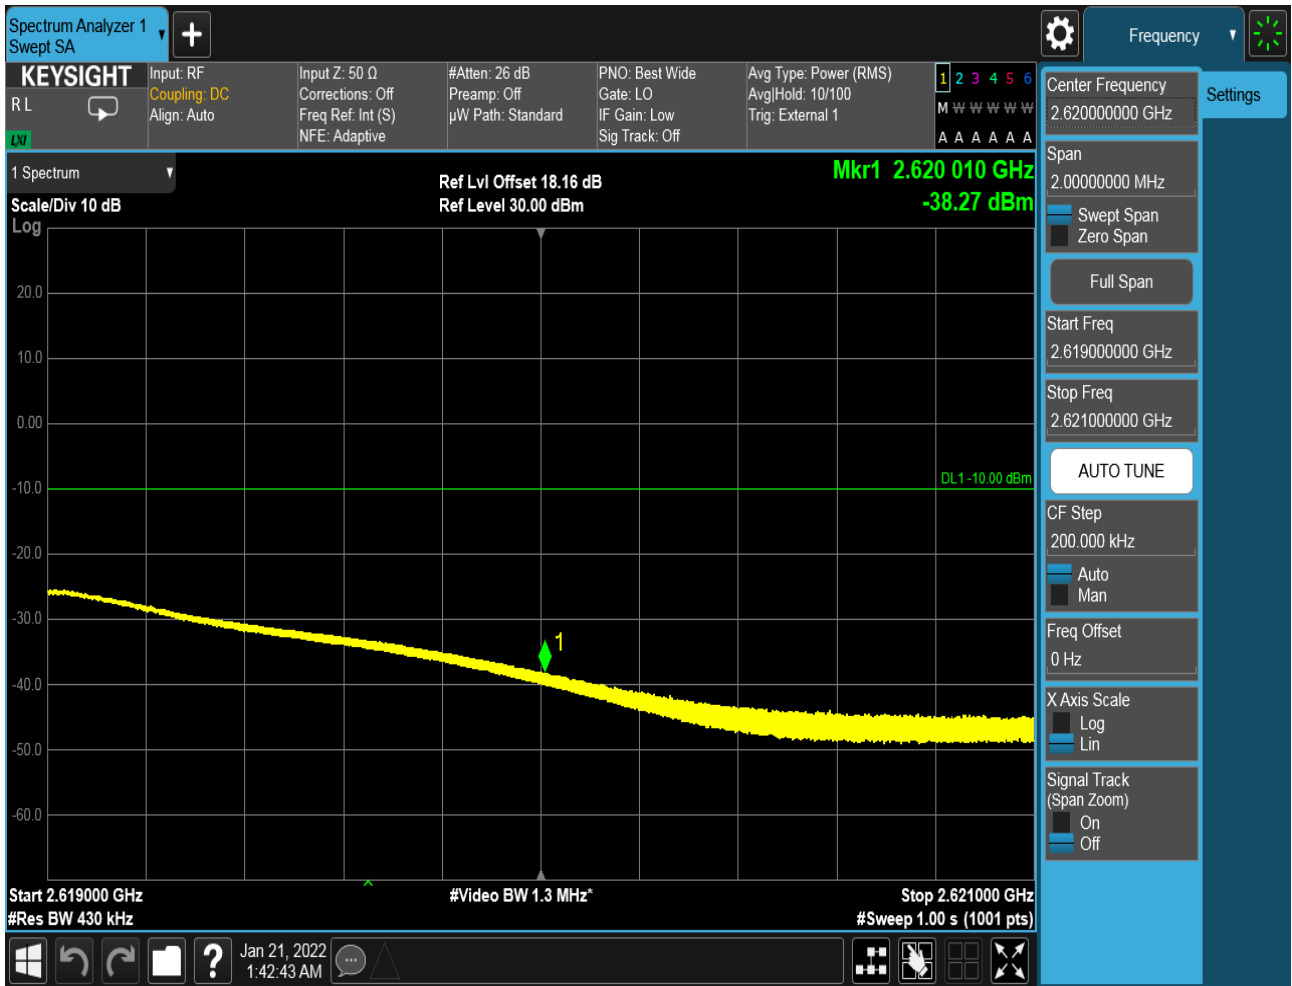 Spectrum Analyzer 1
Swept SA
Frequency
KEYSIGHT
R L
LXI
Input: RF
Coupling: DC
Align: Auto
Input Z: 50 Ω
Corrections: Off
Freq Ref: Int (S)
NFE: Adaptive
#Atten: 26 dB
Preamp: Off
µW Path: Standard
PNO: Best Wide
Gate: LO
IF Gain: Low
Sig Track: Off
Avg Type: Power (RMS)
Avg|Hold: 10/100
Trig: External 1
1 2 3 4 5 6
M W W W W W
A A A A A A
1 Spectrum
Scale/Div 10 dB
Log
Ref Lvl Offset 18.16 dB
Ref Level 30.00 dBm
Mkr1 2.620 010 GHz
-38.27 dBm
20.0
10.0
0.00
-10.0
-20.0
-30.0
-40.0
-50.0
-60.0
DL1 -10.00 dBm
1
Start 2.619000 GHz
#Res BW 430 kHz
#Video BW 1.3 MHz*
Stop 2.621000 GHz
#Sweep 1.00 s (1001 pts)
Jan 21, 2022
1:42:43 AM
Center Frequency
2.620000000 GHz
Settings
Span
2.00000000 MHz
Swept Span
Zero Span
Full Span
Start Freq
2.619000000 GHz
Stop Freq
2.621000000 GHz
AUTO TUNE
CF Step
200.000 kHz
Auto
Man
Freq Offset
0 Hz
X Axis Scale
Log
Lin
Signal Track
(Span Zoom)
On
Off